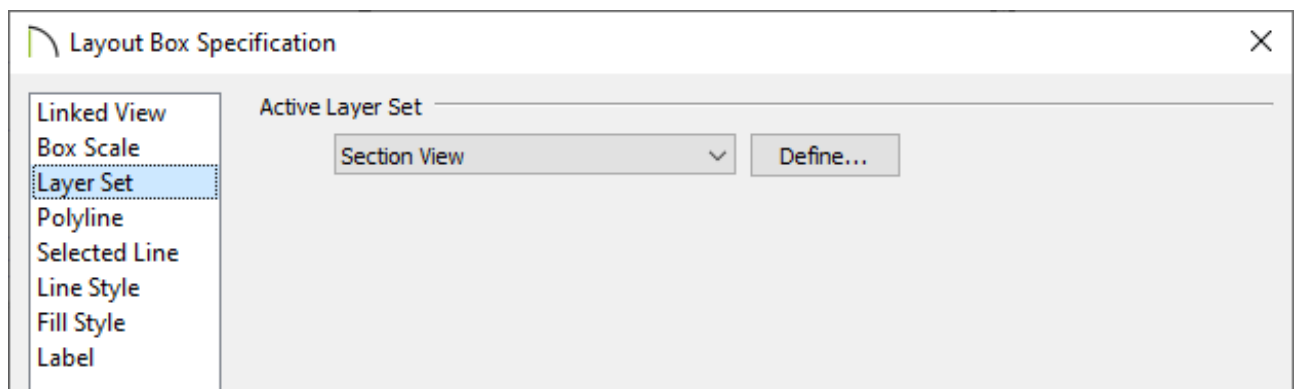 Layout Box Specification
Linked View
Box Scale
Layer Set
Polyline
Selected Line
Line Style
Fill Style
Label
Active Layer Set
Section View
Define...